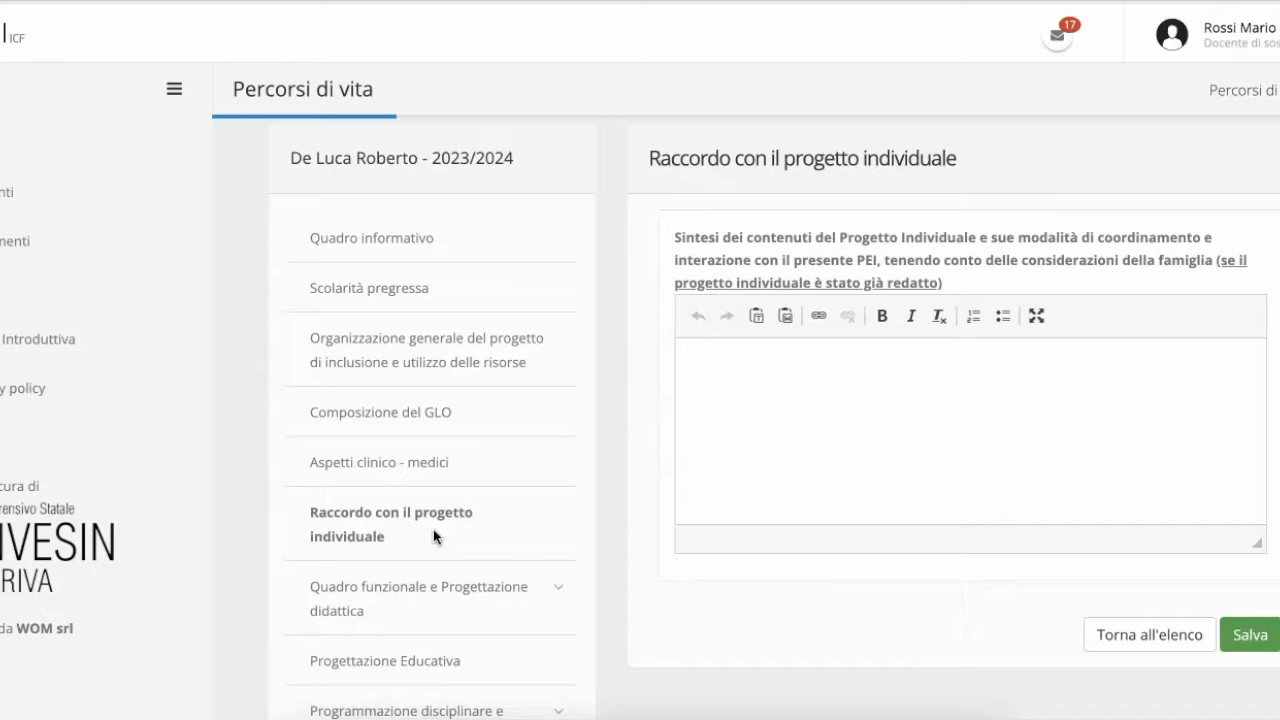 ICF
17
Rossi Mario
Docente di sos
Percorsi di vita
Percorsi di
nti
nenti
Introduttiva
y policy
cura di
rensivo Statale
IVESIN
RIVA
da WOM srl
De Luca Roberto - 2023/2024
Quadro informativo
Scolarità pregressa
Organizzazione generale del progetto
di inclusione e utilizzo delle risorse
Composizione del GLO
Aspetti clinico - medici
Raccordo con il progetto
individuale
Quadro funzionale e Progettazione
didattica
Progettazione Educativa
Programmazione disciplinare e
Raccordo con il progetto individuale
Sintesi dei contenuti del Progetto Individuale e sue modalità di coordinamento e
interazione con il presente PEI, tenendo conto delle considerazioni della famiglia (se il
progetto individuale è stato già redatto)
Torna all'elenco
Salva